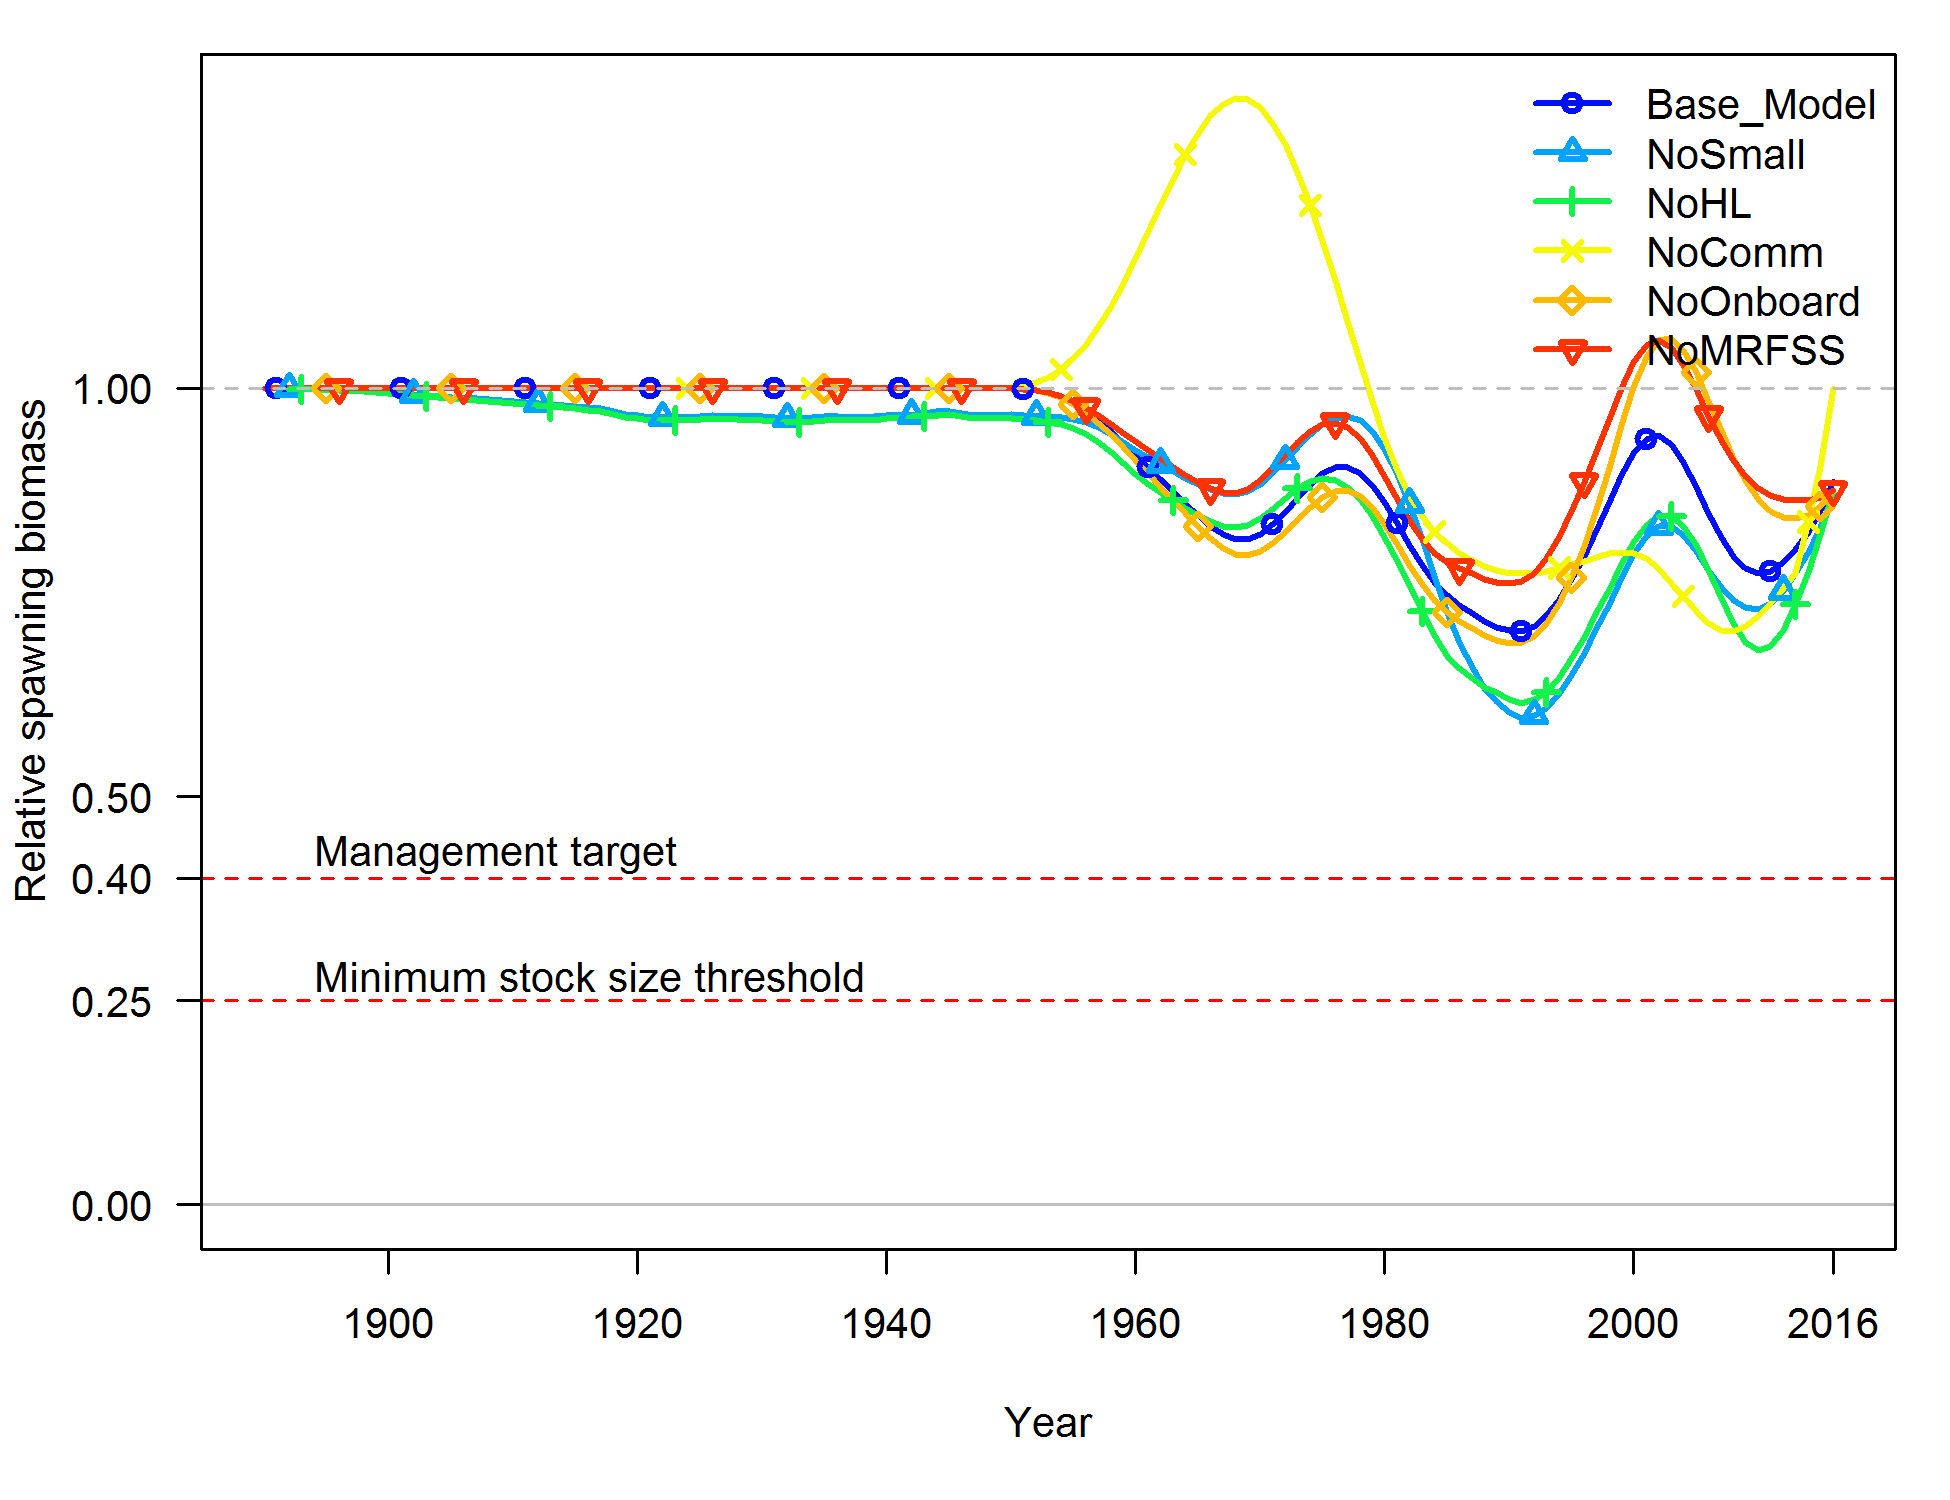 Base_Model
NoSmall
NoHL
NoComm
NoOnboard
NoMRFSS
Relative spawning biomass
1.00
0.50
0.40
0.25
0.00
Management target
Minimum stock size threshold
1900
1920
1940
1960
1980
2000
2016
Year